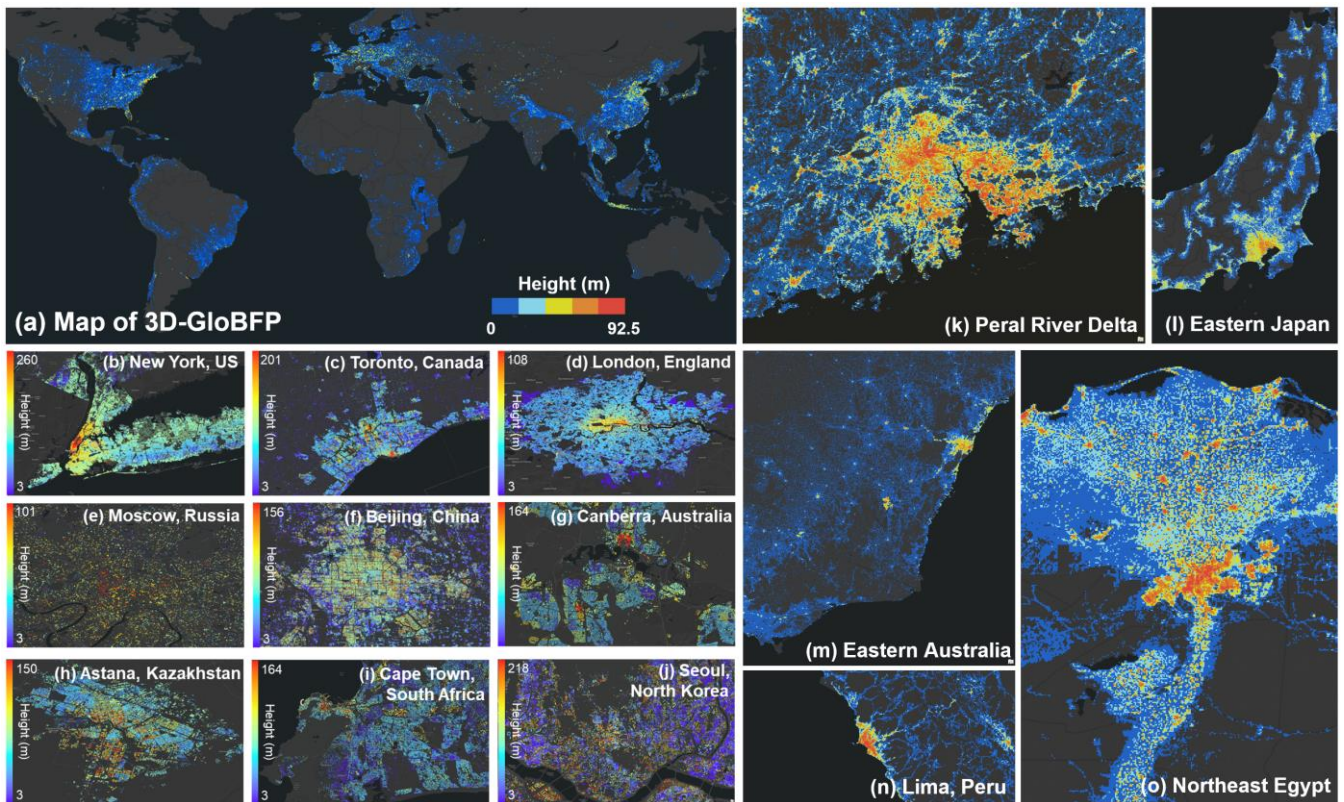 Height (m)
0 92.5
(a) Map of 3D-GloBFP
(k) Peral River Delta
(l) Eastern Japan
260
Height (m)
3
(b) New York, US
201
Height (m)
3
(c) Toronto, Canada
108
Height (m)
3
(d) London, England
101
Height (m)
3
(e) Moscow, Russia
156
Height (m)
3
(f) Beijing, China
164
Height (m)
3
(g) Canberra, Australia
150
Height (m)
3
(h) Astana, Kazakhstan
164
Height (m)
3
(i) Cape Town,
South Africa
218
Height (m)
3
(j) Seoul,
North Korea
(m) Eastern Australia
(n) Lima, Peru
(o) Northeast Egypt